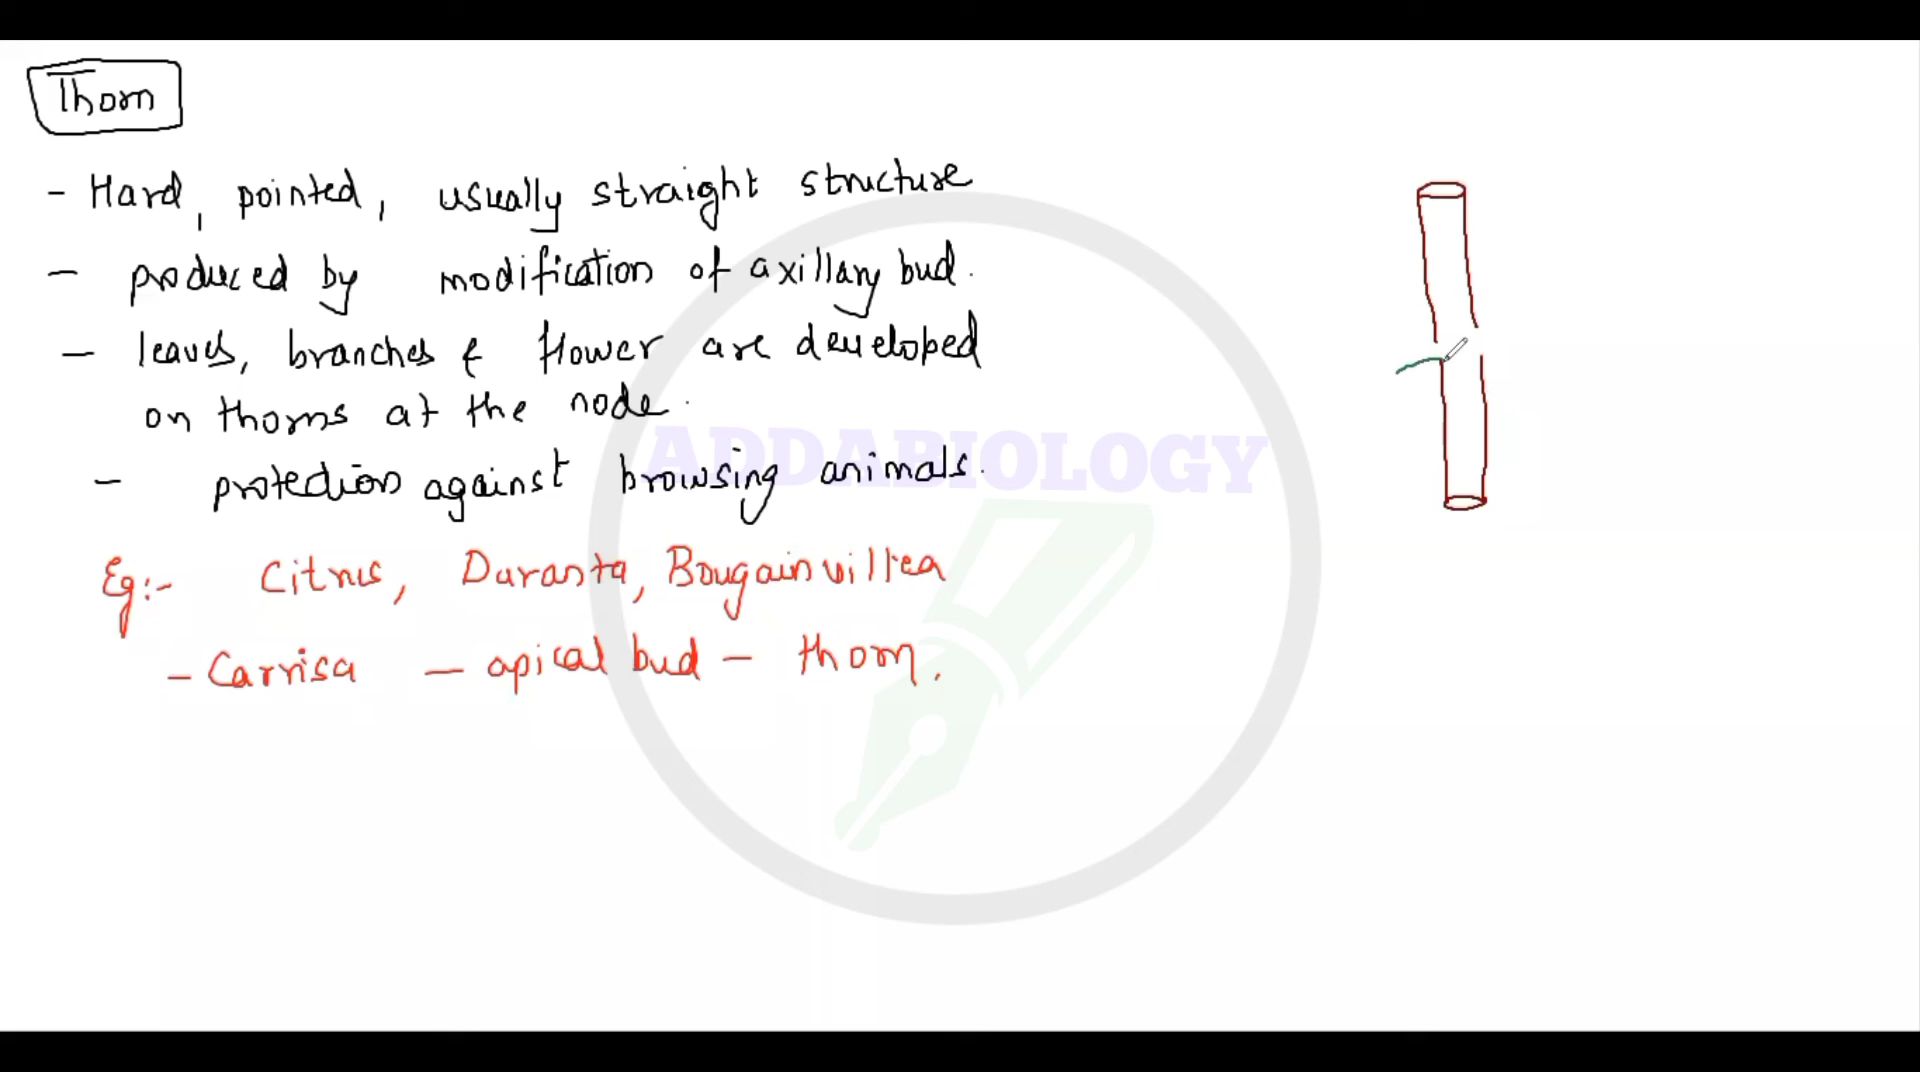 Thorn
- Hard, pointed, usually straight structure
- produced by modification of axillary bud.
- leaves, branches & flower are developed
on thorns at the node.
ADDABIOLOGY
- protection against browsing animals.
Eg:- Citrus, Duranta, Bougainvillea
- Carrisa - apical bud - thorn.